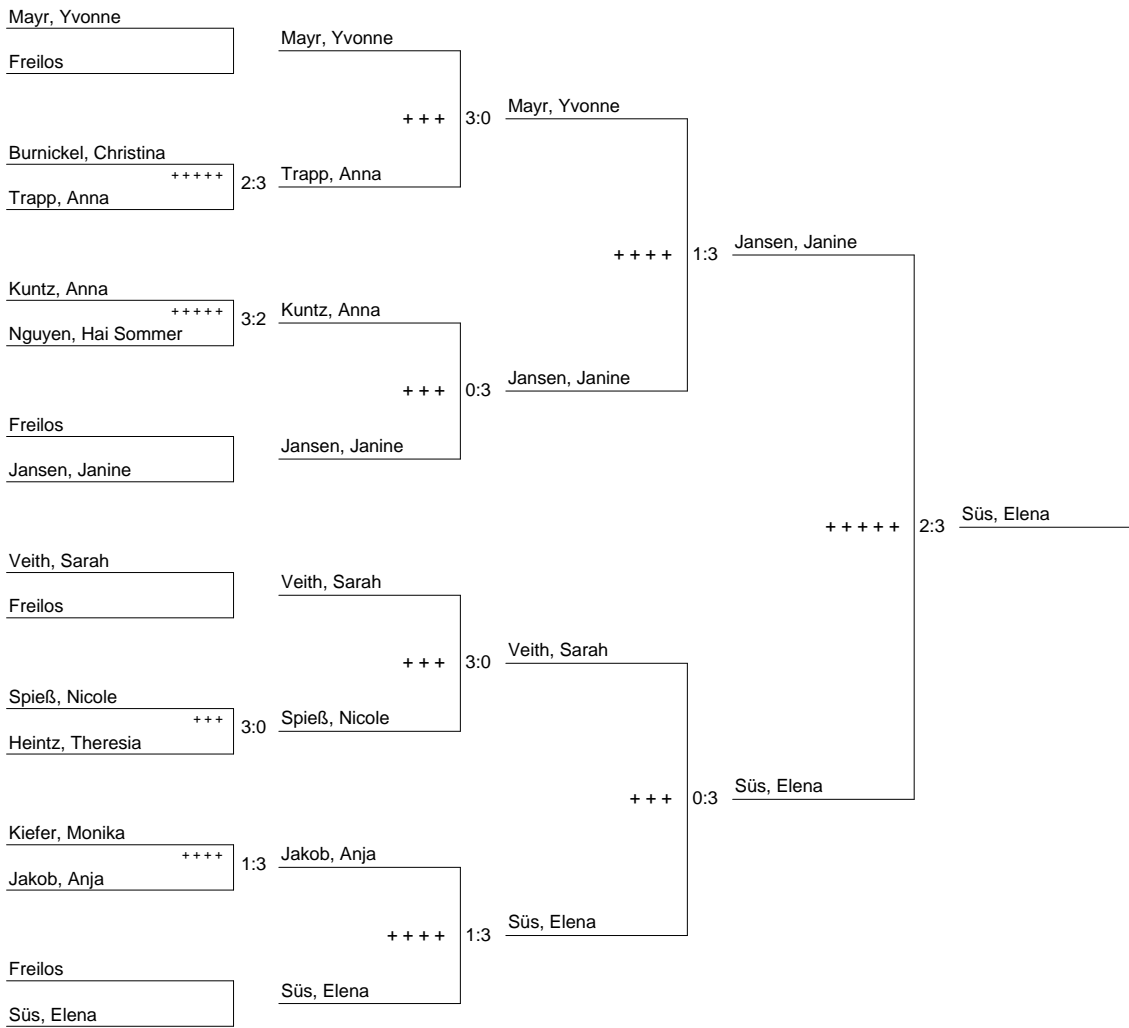 Mayr, Yvonne
Mayr, Yvonne
Freilos
+ + + 3:0 Mayr, Yvonne
Burnickel, Christina
+ + + + + 2:3 Trapp, Anna
Trapp, Anna
+ + + + 1:3 Jansen, Janine
Kuntz, Anna
+ + + + + 3:2 Kuntz, Anna
Nguyen, Hai Sommer
+ + + 0:3 Jansen, Janine
Freilos
Jansen, Janine
Jansen, Janine
+ + + + + 2:3 Süs, Elena
Veith, Sarah
Veith, Sarah
Freilos
+ + + 3:0 Veith, Sarah
Spieß, Nicole
+ + + 3:0 Spieß, Nicole
Heintz, Theresia
+ + + 0:3 Süs, Elena
Kiefer, Monika
+ + + + 1:3 Jakob, Anja
Jakob, Anja
+ + + + 1:3 Süs, Elena
Freilos
Süs, Elena
Süs, Elena